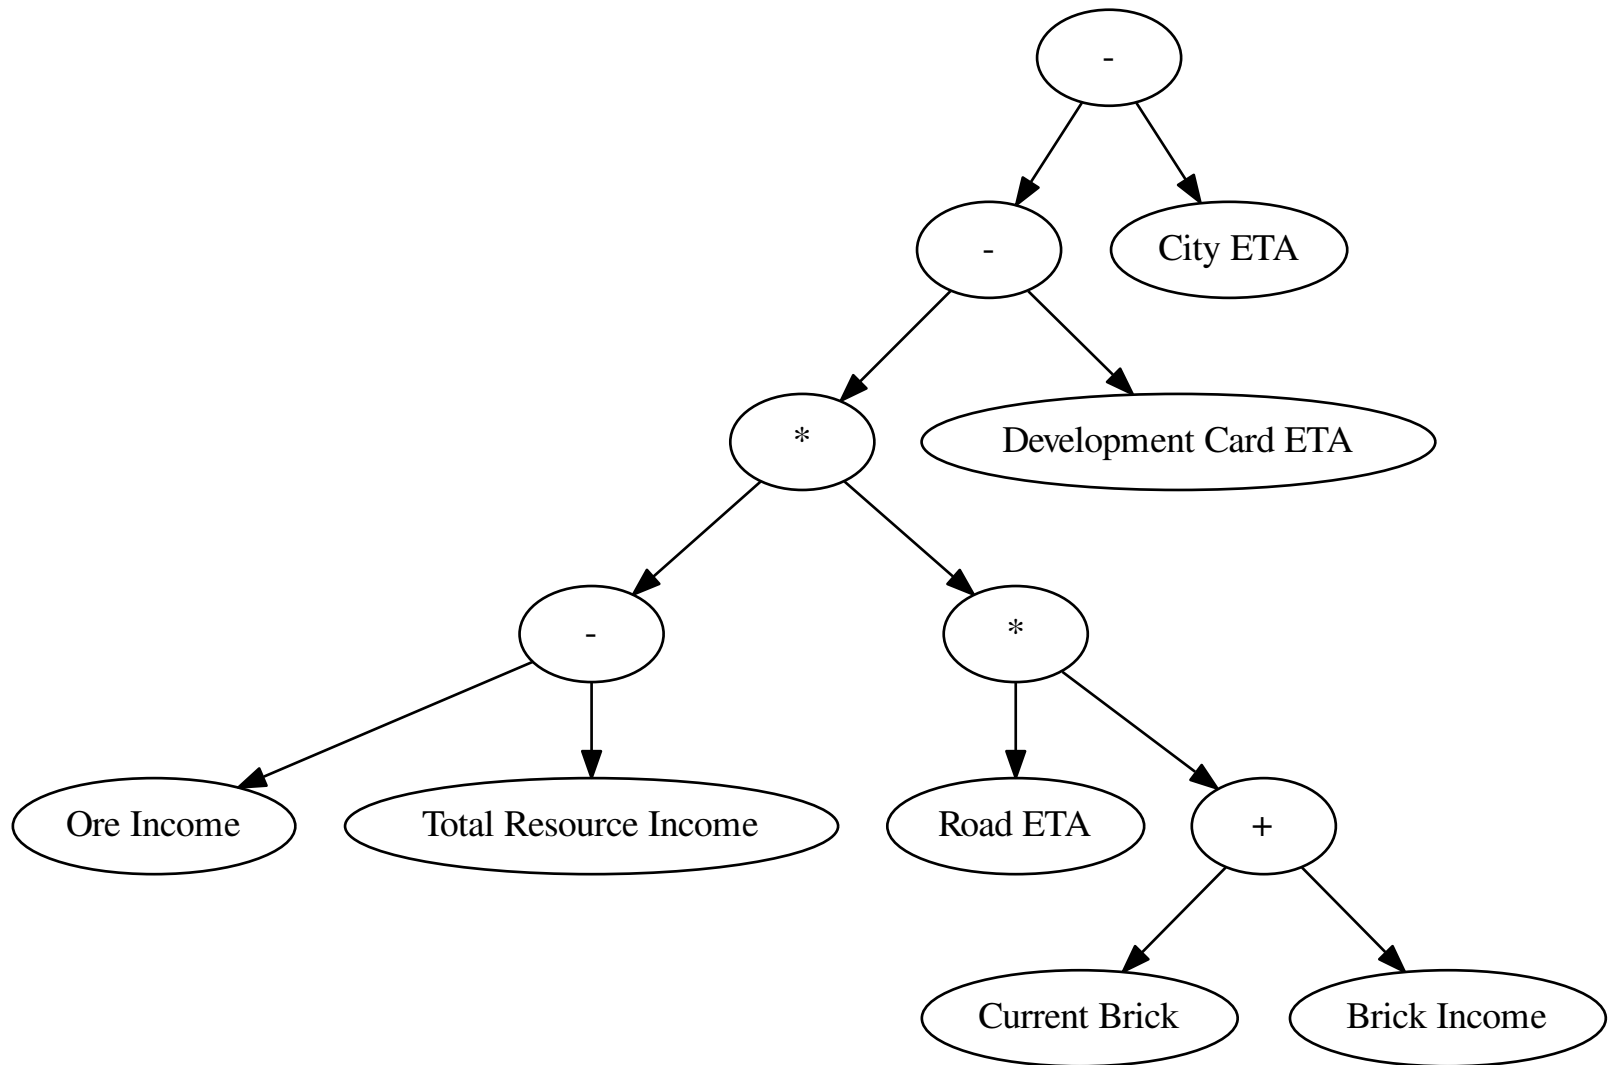 -
-
City ETA
*
Development Card ETA
-
*
Ore Income
Total Resource Income
Road ETA
+
Current Brick
Brick Income